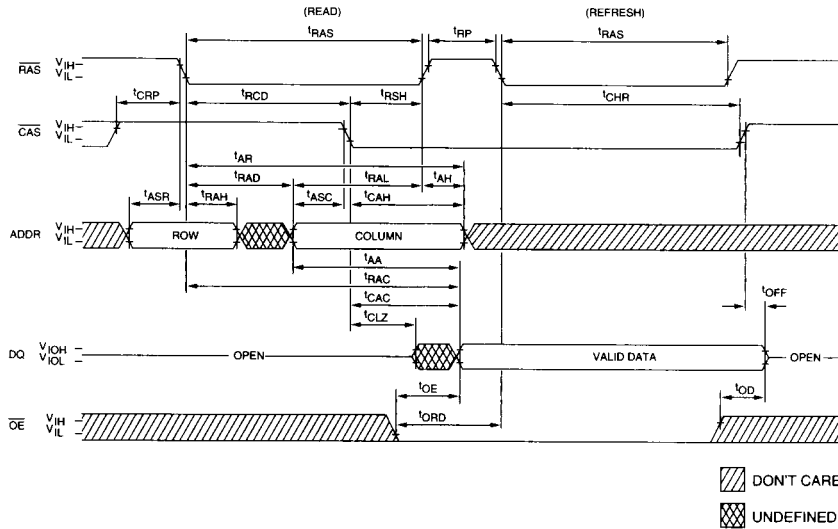 (READ) (REFRESH)
tRAS tRP tRAS
RAS VIH VIL
tCRP tRCD tRSH tCHR
CAS VIH VIL
tAR
tRAD tRAL tAH
tASR tRAH tASC tCAH
ADDR VIH VIL ROW COLUMN
tAA
tRAC
tCAC tOFF
tCLZ
DQ VIOH VIOL OPEN VALID DATA OPEN
tOE tOD
tORD
OE VIH VIL
DON'T CARE
UNDEFINED